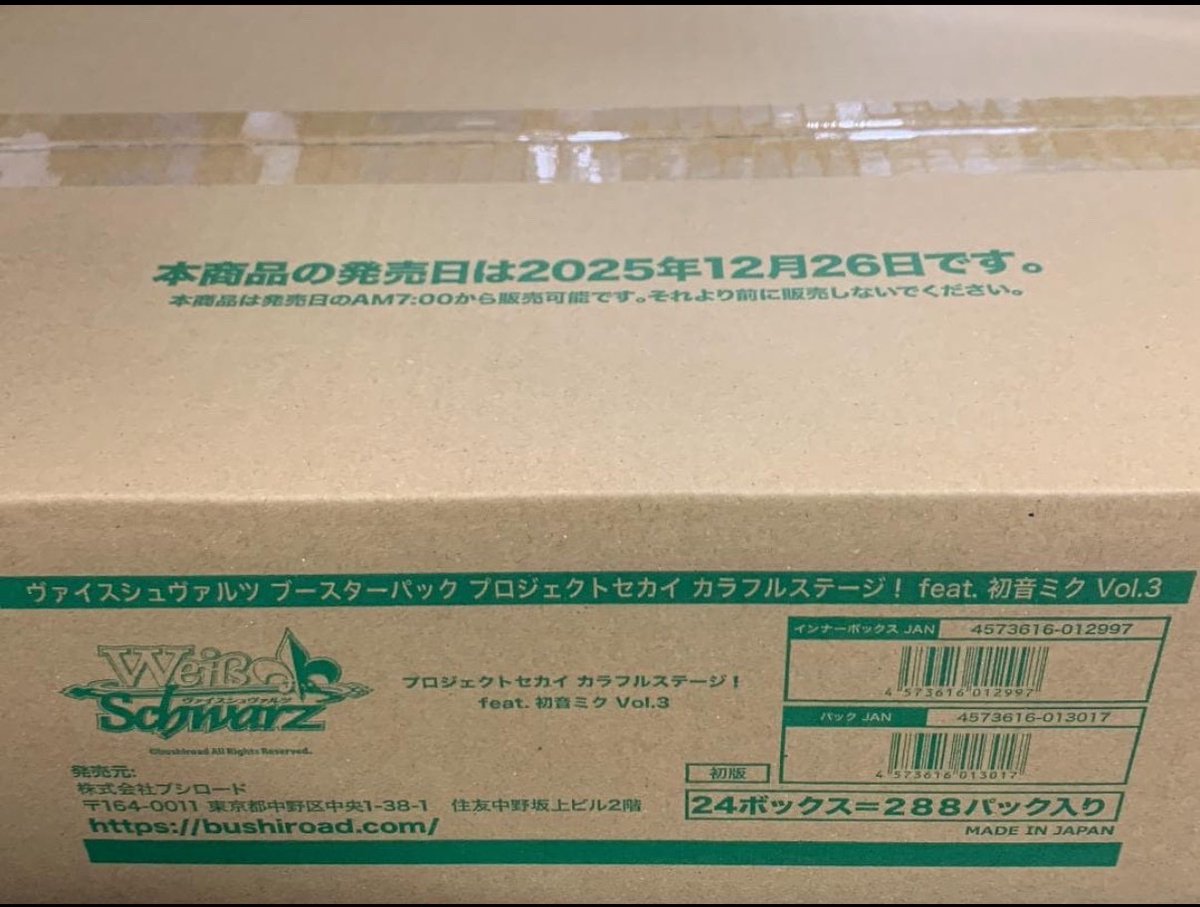 本商品の発売日は2025年12月26日です。
本商品は発売日のAM7:00から販売可能です。それより前に販売しないでください。
ヴァイスシュヴァルツ ブースターパック プロジェクトセカイ カラフルステージ！ feat. 初音ミク Vol.3
Weiß
ヴァイスシュヴァルツ
Schwarz
©bushiroad All Rights Reserved.
プロジェクトセカイ カラフルステージ！
feat. 初音ミク Vol.3
インナーボックス JAN 4573616-012997
4 573616 012997
パック JAN 4573616-013017
4 573616 013017
発売元:
株式会社ブシロード
〒164-0011 東京都中野区中央1-38-1 住友中野坂上ビル2階
https://bushiroad.com/
初版
24ボックス＝288パック入り
MADE IN JAPAN